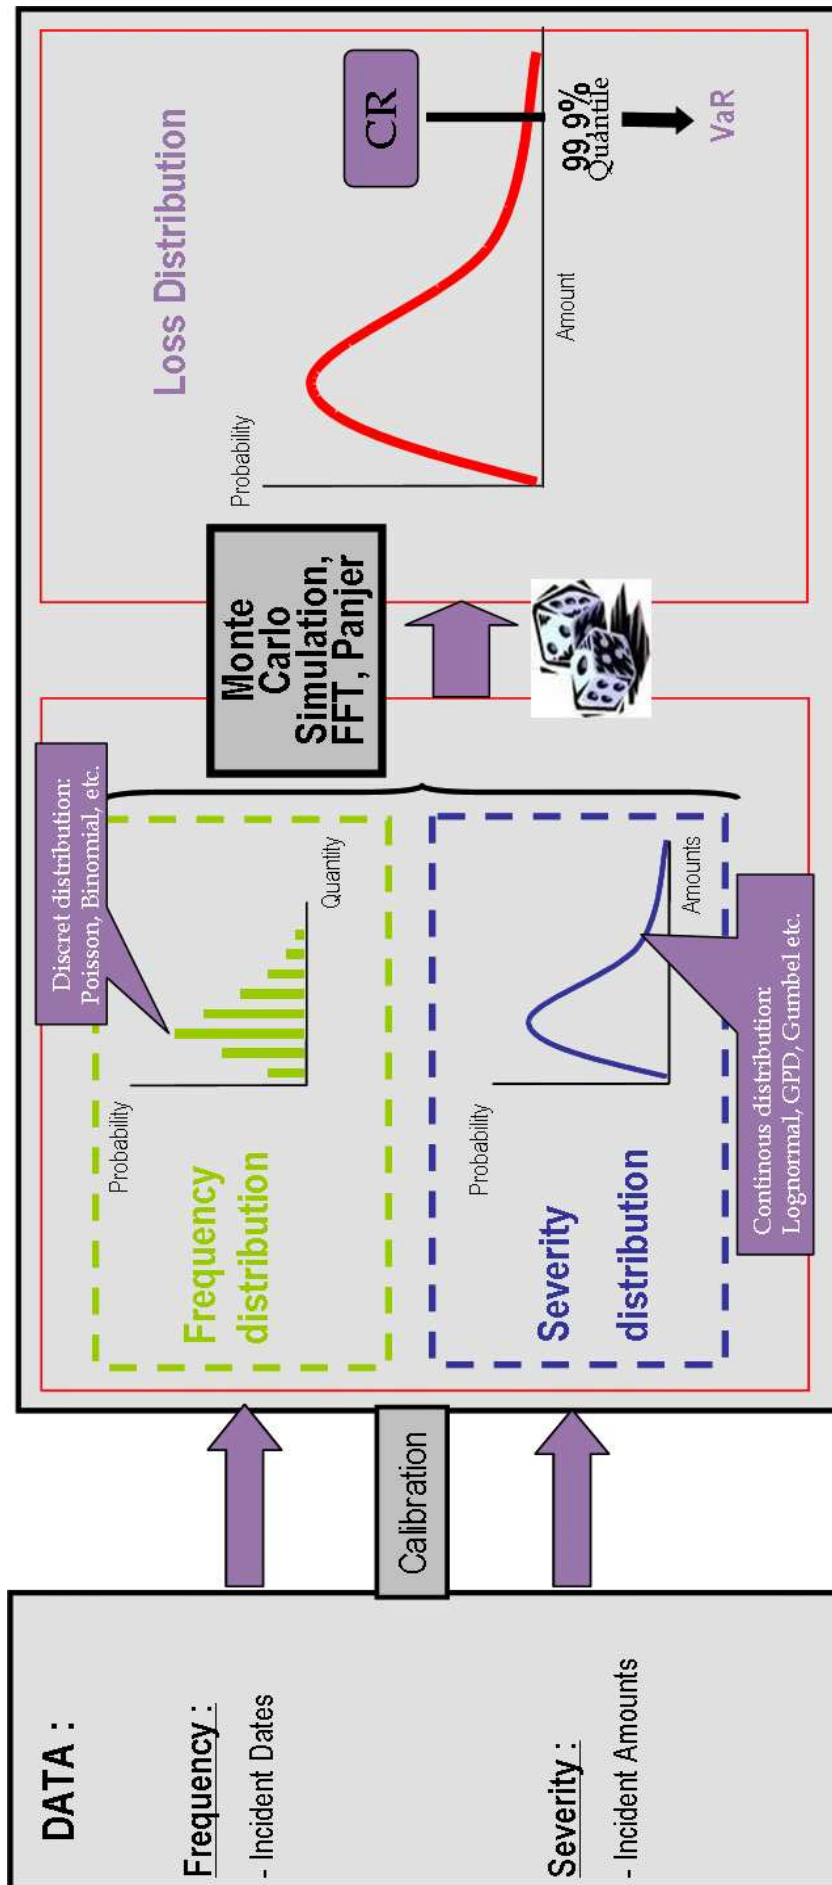 DATA :
Frequency :
- Incident Dates
Severity :
- Incident Amounts
Calibration
Frequency
distribution
Probability
Quantity
Discret distribution:
Poisson, Binomial, etc.
Severity
distribution
Probability
Amounts
Continous distribution:
Lognormal, GPD, Gumbel etc.
Monte
Carlo
Simulation,
FFT, Panjer
Loss Distribution
Probability
Amount
CR
99,9%
Quantile
VaR